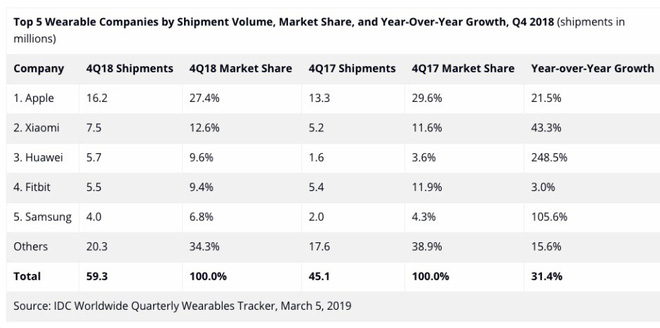 Top 5 Wearable Companies by Shipment Volume, Market Share, and Year-Over-Year Growth, Q4 2018 (shipments in
millions)
Company 4Q18 Shipments 4Q18 Market Share 4Q17 Shipments 4Q17 Market Share Year-over-Year Growth
1. Apple 16.2 27.4% 13.3 29.6% 21.5%
2. Xiaomi 7.5 12.6% 5.2 11.6% 43.3%
3. Huawei 5.7 9.6% 1.6 3.6% 248.5%
4. Fitbit 5.5 9.4% 5.4 11.9% 3.0%
5. Samsung 4.0 6.8% 2.0 4.3% 105.6%
Others 20.3 34.3% 17.6 38.9% 15.6%
Total 59.3 100.0% 45.1 100.0% 31.4%
Source: IDC Worldwide Quarterly Wearables Tracker, March 5, 2019